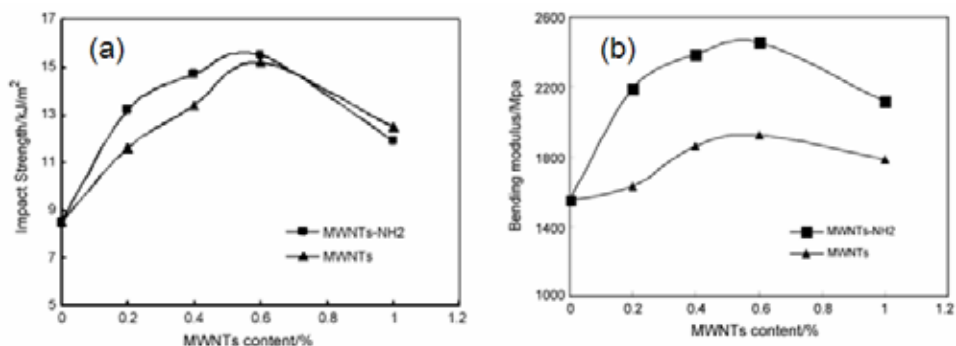 (a)
Impact Strength/kJ/m²
17
15
13
11
9
7
5
0 0.2 0.4 0.6 0.8 1 1.2
MWNTs content/%
MWNTs-NH2
MWNTs
(b)
Bending modulus/Mpa
2600
2200
1800
1400
1000
0 0.2 0.4 0.6 0.8 1 1.2
MWNTs content/%
MWNTs-NH2
MWNTs